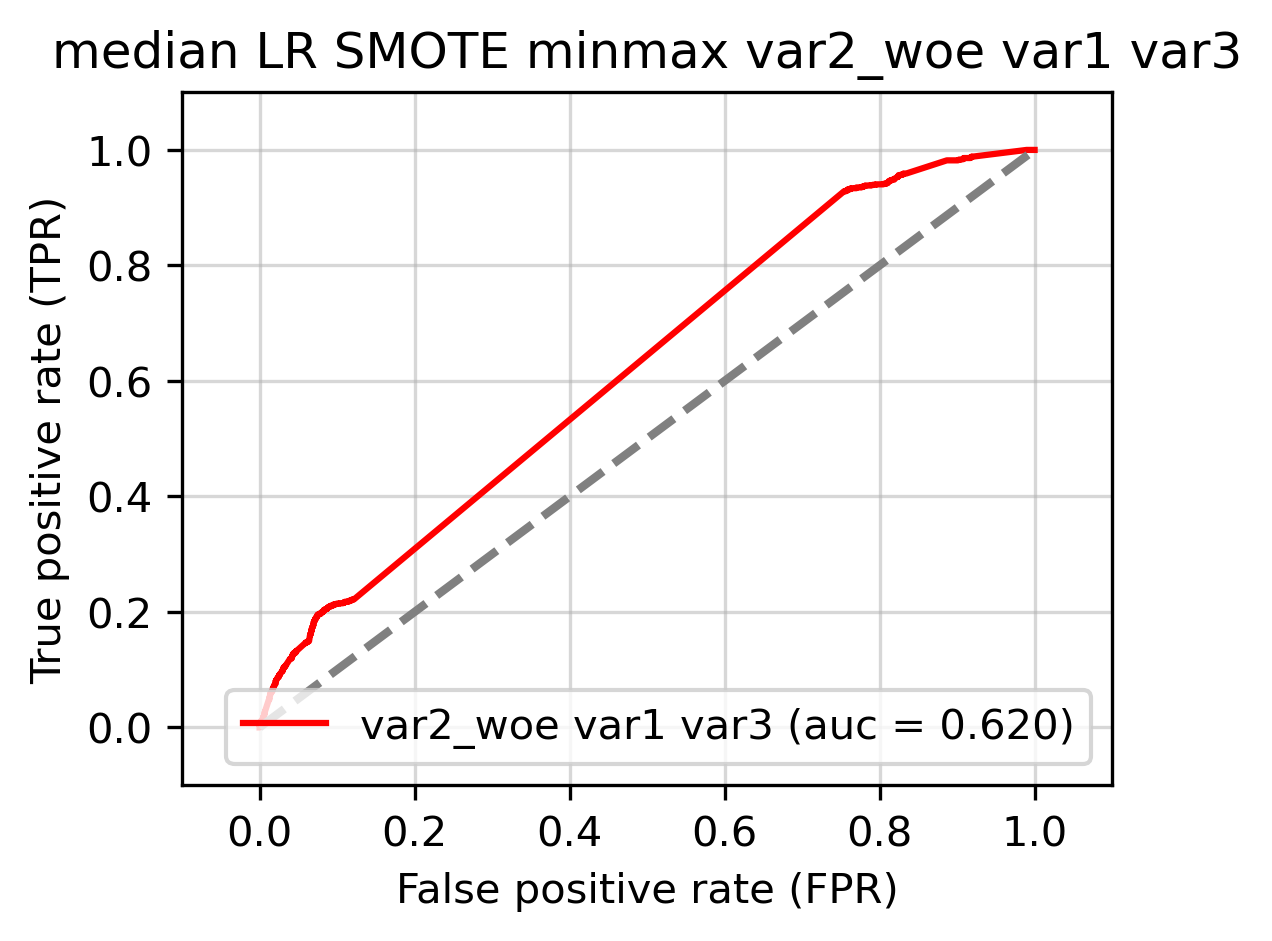 median LR SMOTE minmax var2_woe var1 var3
True positive rate (TPR)
1.0
0.8
0.6
0.4
0.2
0.0
var2_woe var1 var3 (auc = 0.620)
0.0 0.2 0.4 0.6 0.8 1.0
False positive rate (FPR)